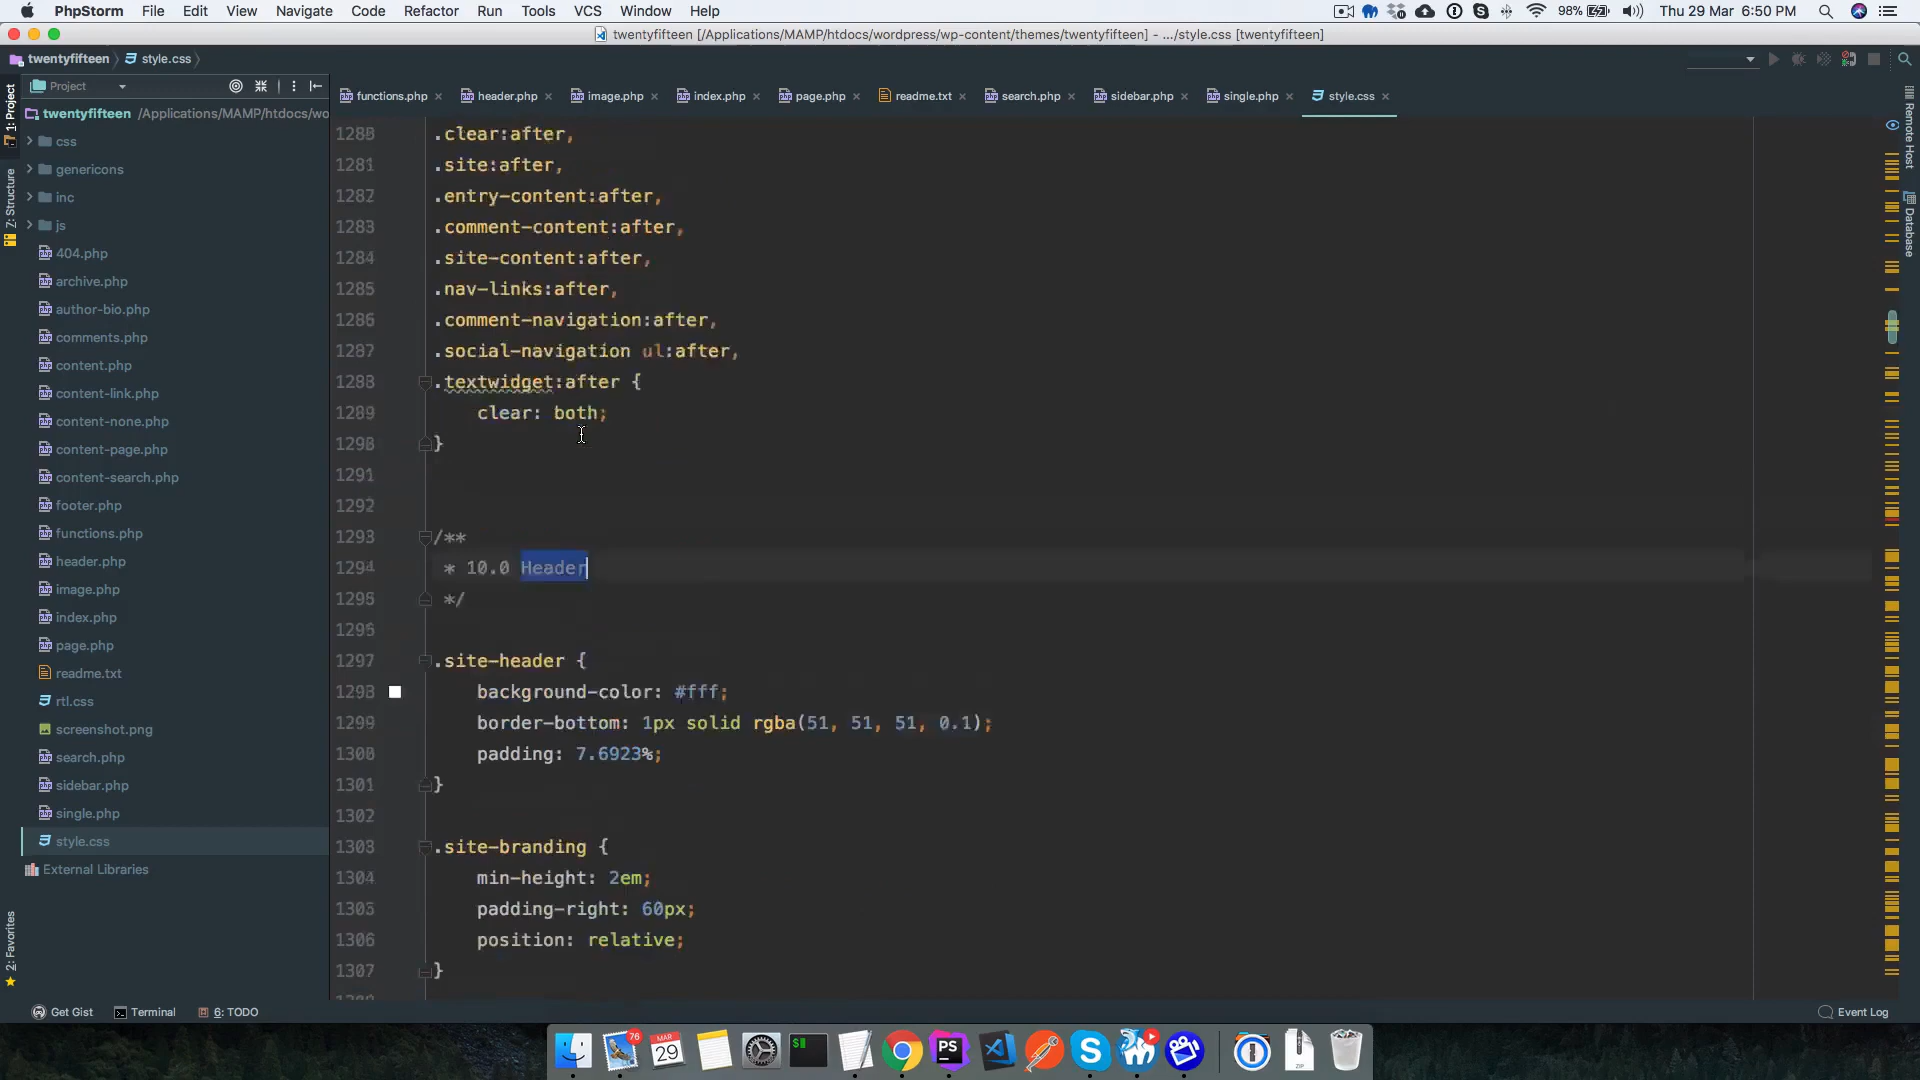 PhpStorm File Edit View Navigate Code Refactor Run Tools VCS Window Help 98% Thu 29 Mar 6:50 PM
twentyfifteen [/Applications/MAMP/htdocs/wordpress/wp-content/themes/twentyfifteen] - .../style.css [twentyfifteen]
twentyfifteen style.css
Project
functions.php header.php image.php index.php page.php readme.txt search.php sidebar.php single.php style.css
twentyfifteen /Applications/MAMP/htdocs/wo
css
genericons
inc
js
404.php
archive.php
author-bio.php
comments.php
content.php
content-link.php
content-none.php
content-page.php
content-search.php
footer.php
functions.php
header.php
image.php
index.php
page.php
readme.txt
rtl.css
screenshot.png
search.php
sidebar.php
single.php
style.css
External Libraries
1: Project
7: Structure
2: Favorites
1280 .clear:after,
1281 .site:after,
1282 .entry-content:after,
1283 .comment-content:after,
1284 .site-content:after,
1285 .nav-links:after,
1286 .comment-navigation:after,
1287 .social-navigation ul:after,
1288 .textwidget:after {
1289 clear: both;
1290 }
1291
1292
1293 /**
1294 * 10.0 Header
1295 */
1296
1297 .site-header {
1298 background-color: #fff;
1299 border-bottom: 1px solid rgba(51, 51, 51, 0.1);
1300 padding: 7.6923%;
1301 }
1302
1303 .site-branding {
1304 min-height: 2em;
1305 padding-right: 60px;
1306 position: relative;
1307 }
Remote Host
Database
Get Gist Terminal 6: TODO Event Log
76
MAR
29
$
PS
S
ZIP